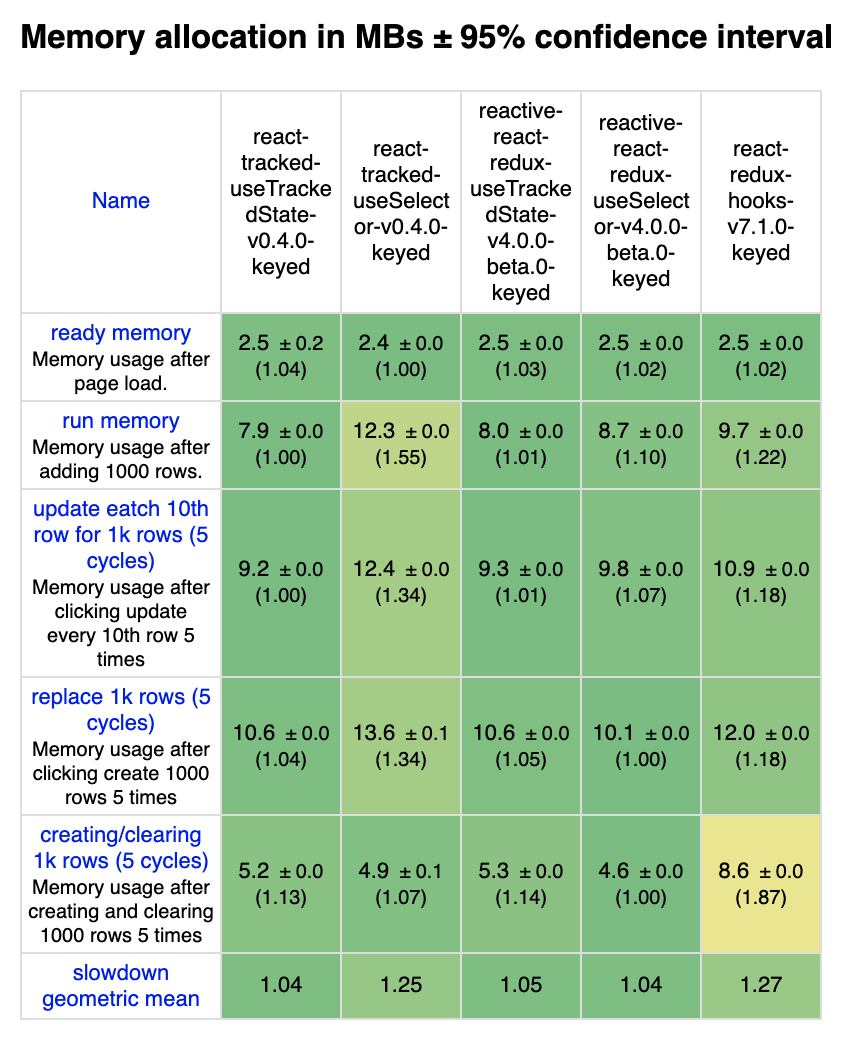 Memory allocation in MBs ± 95% confidence interval
Name
react-
tracked-
useTracke
dState-
v0.4.0-
keyed
react-
tracked-
useSelect
or-v0.4.0-
keyed
reactive-
react-
redux-
useTracke
dState-
v4.0.0-
beta.0-
keyed
reactive-
react-
redux-
useSelect
or-v4.0.0-
beta.0-
keyed
react-
redux-
hooks-
v7.1.0-
keyed
ready memory
Memory usage after
page load.
2.5 ± 0.2
(1.04)
2.4 ± 0.0
(1.00)
2.5 ± 0.0
(1.03)
2.5 ± 0.0
(1.02)
2.5 ± 0.0
(1.02)
run memory
Memory usage after
adding 1000 rows.
7.9 ± 0.0
(1.00)
12.3 ± 0.0
(1.55)
8.0 ± 0.0
(1.01)
8.7 ± 0.0
(1.10)
9.7 ± 0.0
(1.22)
update eatch 10th
row for 1k rows (5
cycles)
Memory usage after
clicking update
every 10th row 5
times
9.2 ± 0.0
(1.00)
12.4 ± 0.0
(1.34)
9.3 ± 0.0
(1.01)
9.8 ± 0.0
(1.07)
10.9 ± 0.0
(1.18)
replace 1k rows (5
cycles)
Memory usage after
clicking create 1000
rows 5 times
10.6 ± 0.0
(1.04)
13.6 ± 0.1
(1.34)
10.6 ± 0.0
(1.05)
10.1 ± 0.0
(1.00)
12.0 ± 0.0
(1.18)
creating/clearing
1k rows (5 cycles)
Memory usage after
creating and clearing
1000 rows 5 times
5.2 ± 0.0
(1.13)
4.9 ± 0.1
(1.07)
5.3 ± 0.0
(1.14)
4.6 ± 0.0
(1.00)
8.6 ± 0.0
(1.87)
slowdown
geometric mean
1.04
1.25
1.05
1.04
1.27